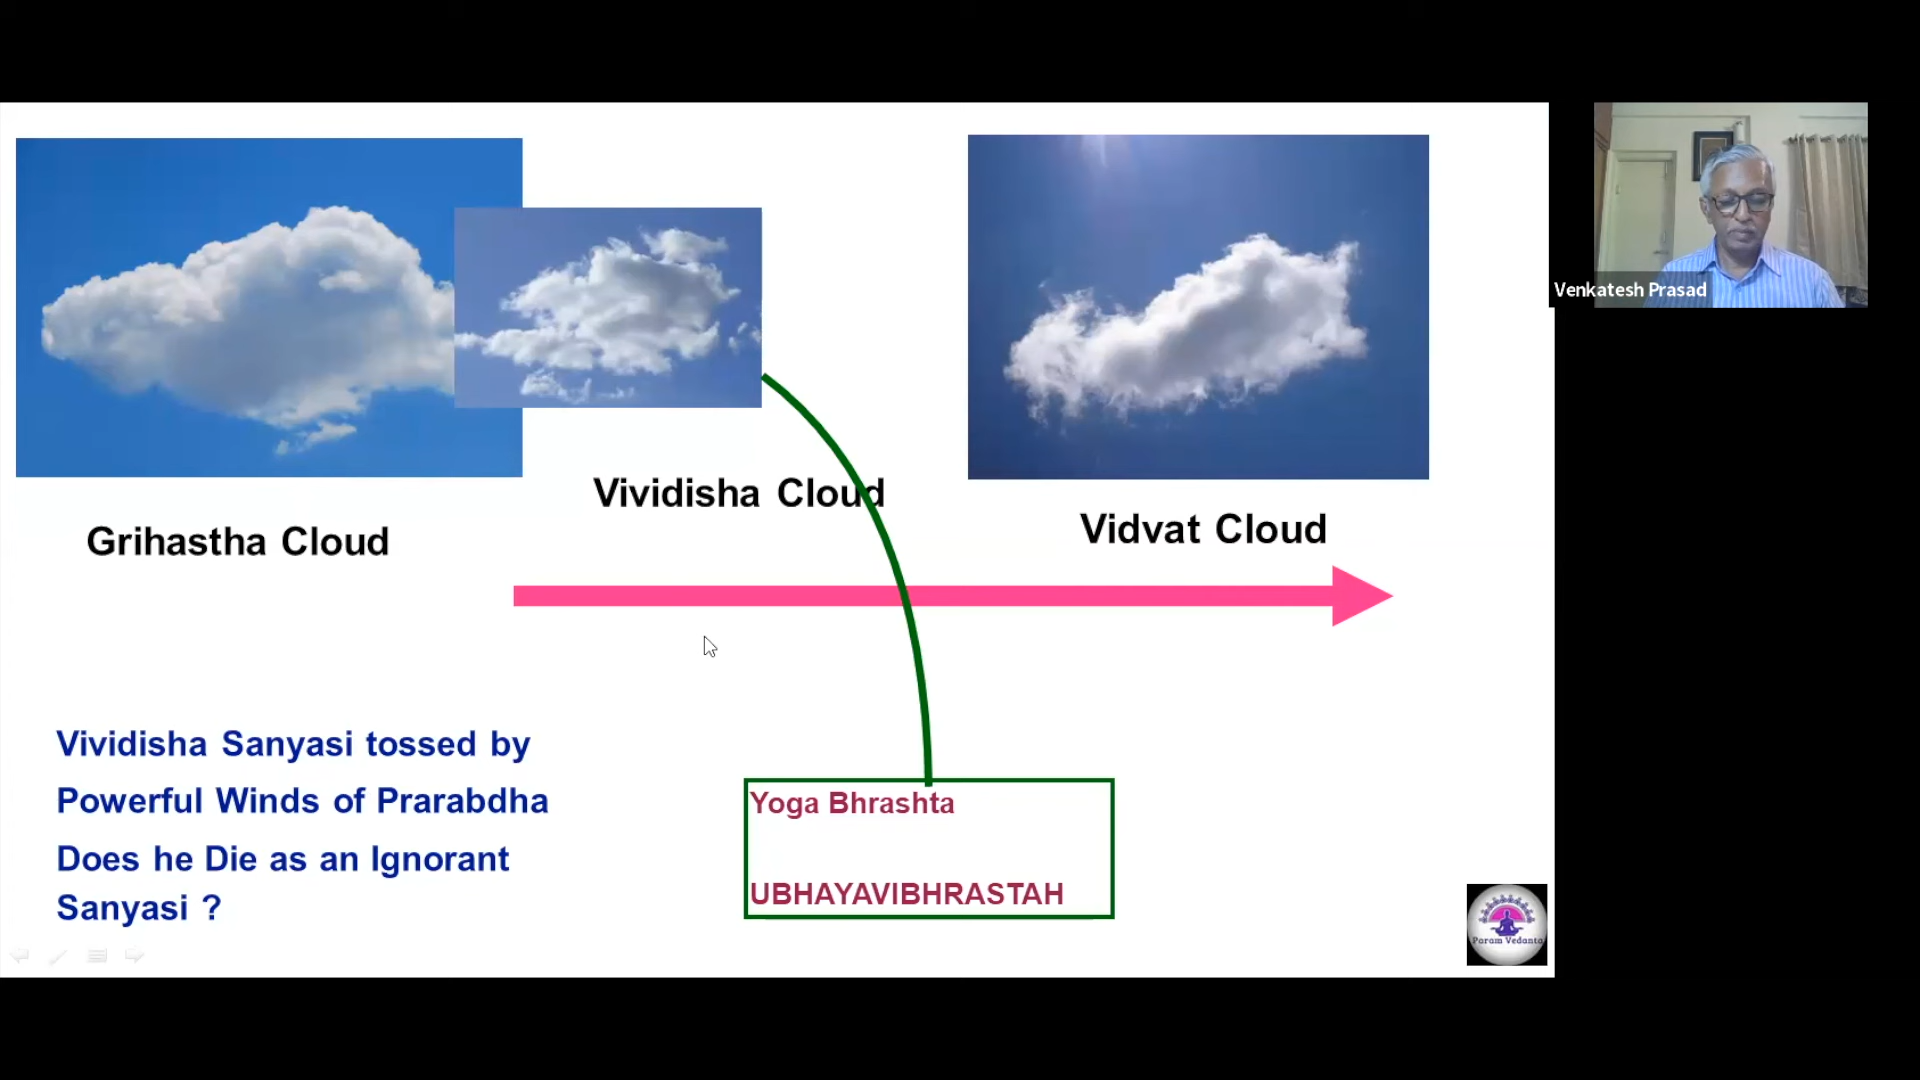 Grihastha Cloud
Vividisha Cloud
Vidvat Cloud
Venkatesh Prasad
Vividisha Sanyasi tossed by
Powerful Winds of Prarabdha
Does he Die as an Ignorant
Sanyasi ?
Yoga Bhrashta
UBHAYAVIBHRASTAH
Param Vedanta